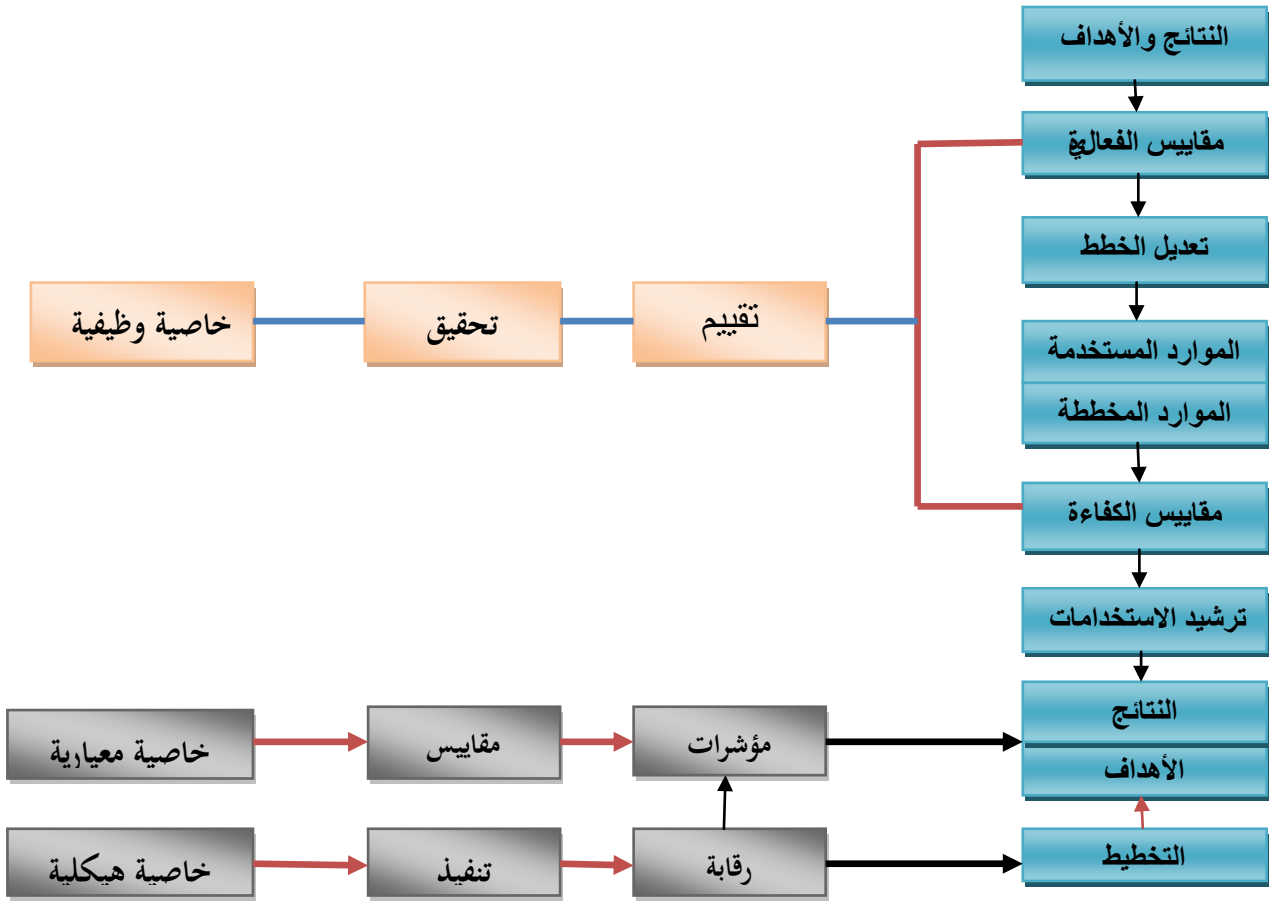 النتائج والأهداف
مقاييس الفعالية
تعديل الخطط
خاصية وظيفية
تحقيق
تقييم
الموارد المستخدمة
الموارد المخططة
مقاييس الكفاءة
ترشيد الاستخدامات
النتائج
الأهداف
مؤشرات
مقاييس
خاصية معيارية
التخطيط
رقابة
تنفيذ
خاصية هيكلية